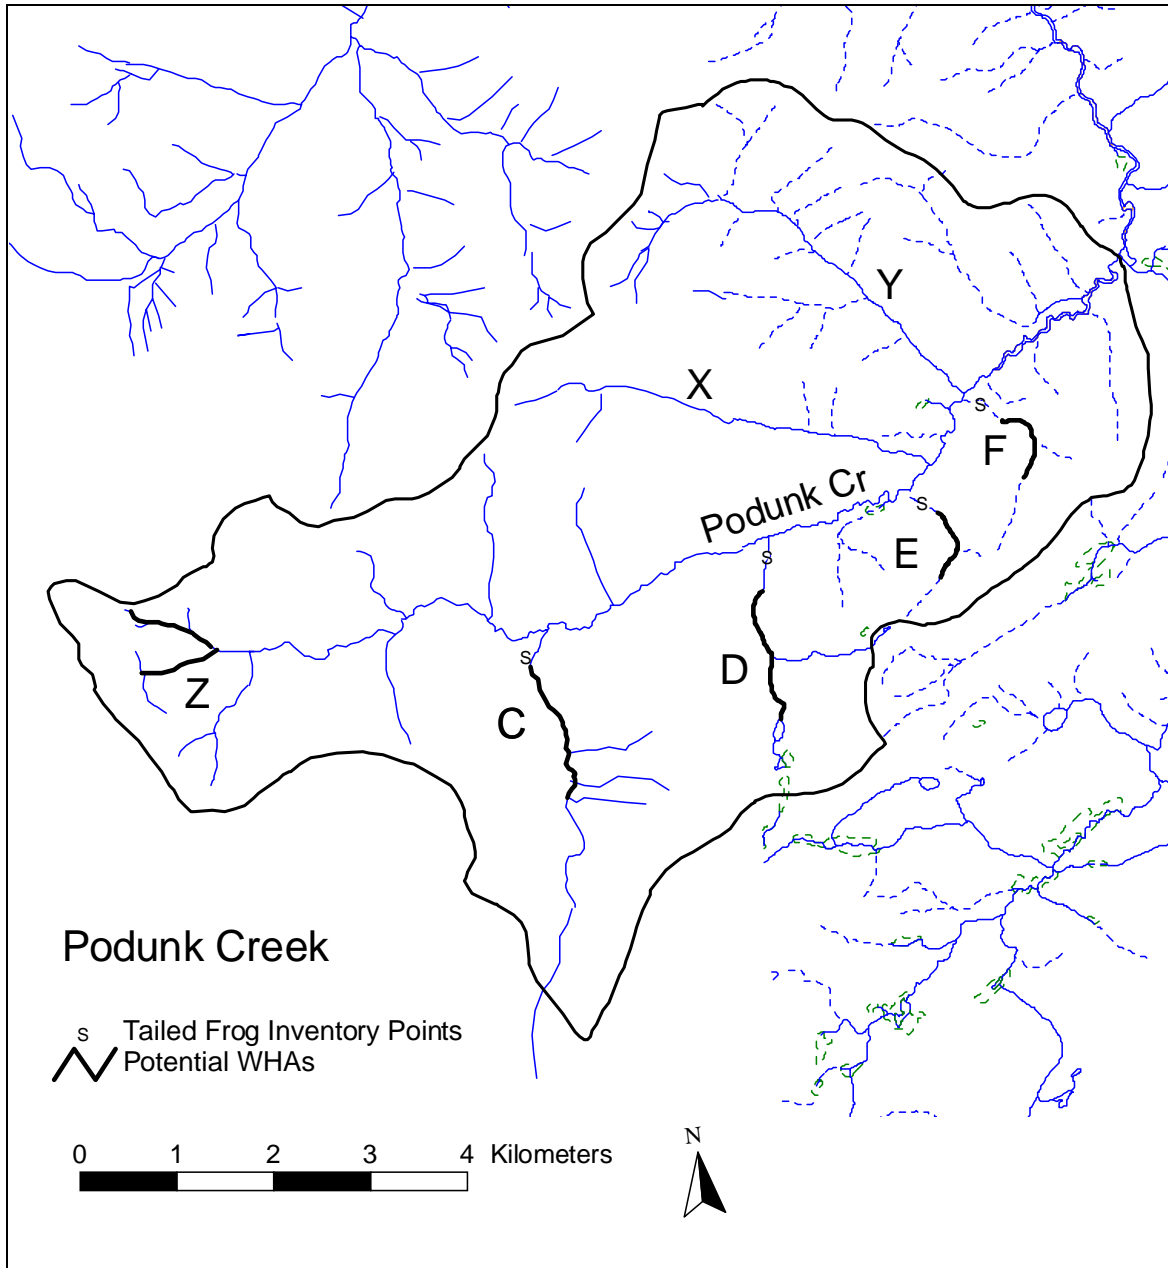 Y
X
S
F
Podunk Cr
S
E
S
D
S
Z
C
Podunk Creek
S Tailed Frog Inventory Points
Potential WHAs
N
0 1 2 3 4 Kilometers